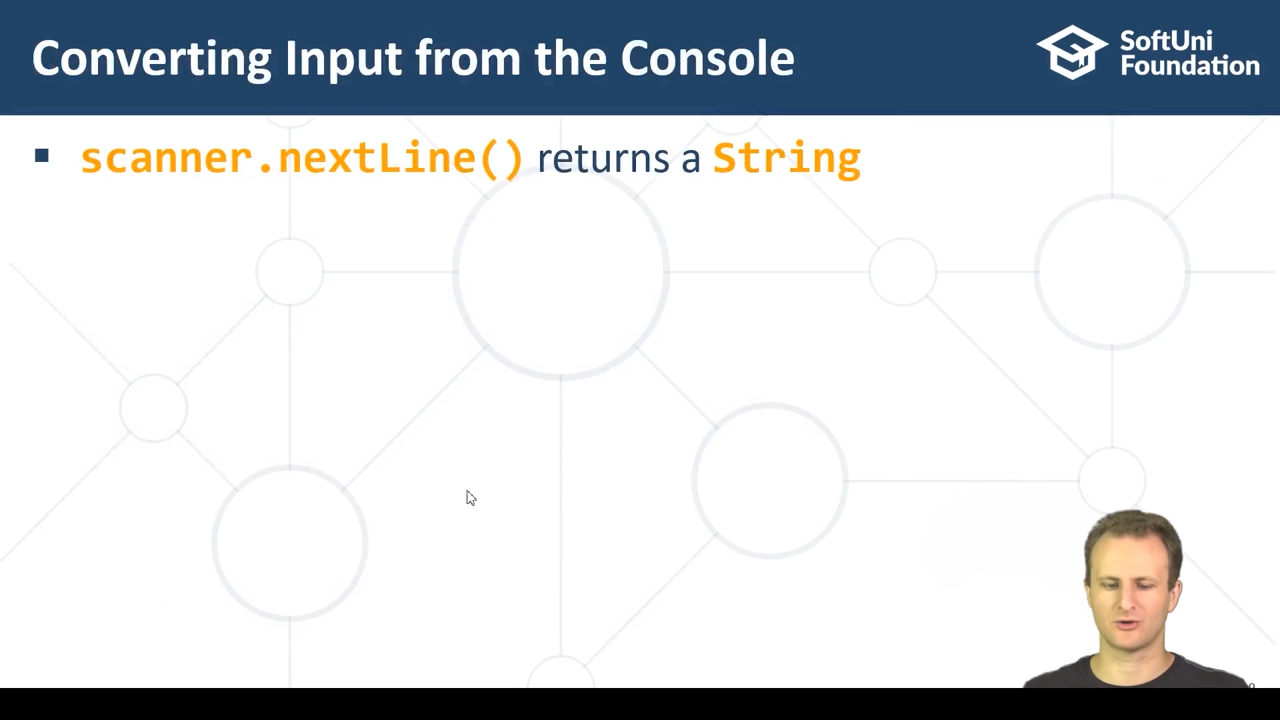 Converting Input from the Console
SoftUni
Foundation
▪ scanner.nextLine() returns a String